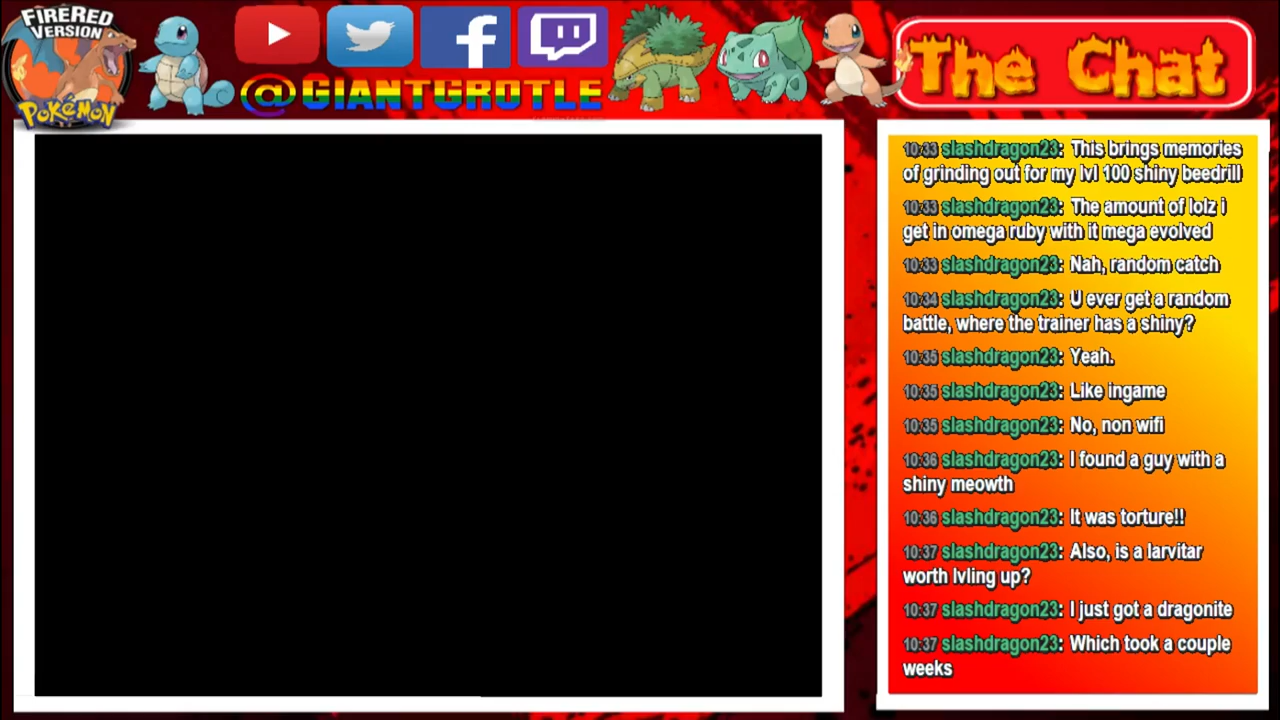 FIRERED
VERSION
POKéMON
@GIANTGROTLE
The Chat
10:33 slashdragon23: This brings memories
of grinding out for my lvl 100 shiny beedrill
10:33 slashdragon23: The amount of lolz i
get in omega ruby with it mega evolved
10:33 slashdragon23: Nah, random catch
10:34 slashdragon23: U ever get a random
battle, where the trainer has a shiny?
10:35 slashdragon23: Yeah.
10:35 slashdragon23: Like ingame
10:35 slashdragon23: No, non wifi
10:36 slashdragon23: I found a guy with a
shiny meowth
10:36 slashdragon23: It was torture!!
10:37 slashdragon23: Also, is a larvitar
worth lvling up?
10:37 slashdragon23: I just got a dragonite
10:37 slashdragon23: Which took a couple
weeks